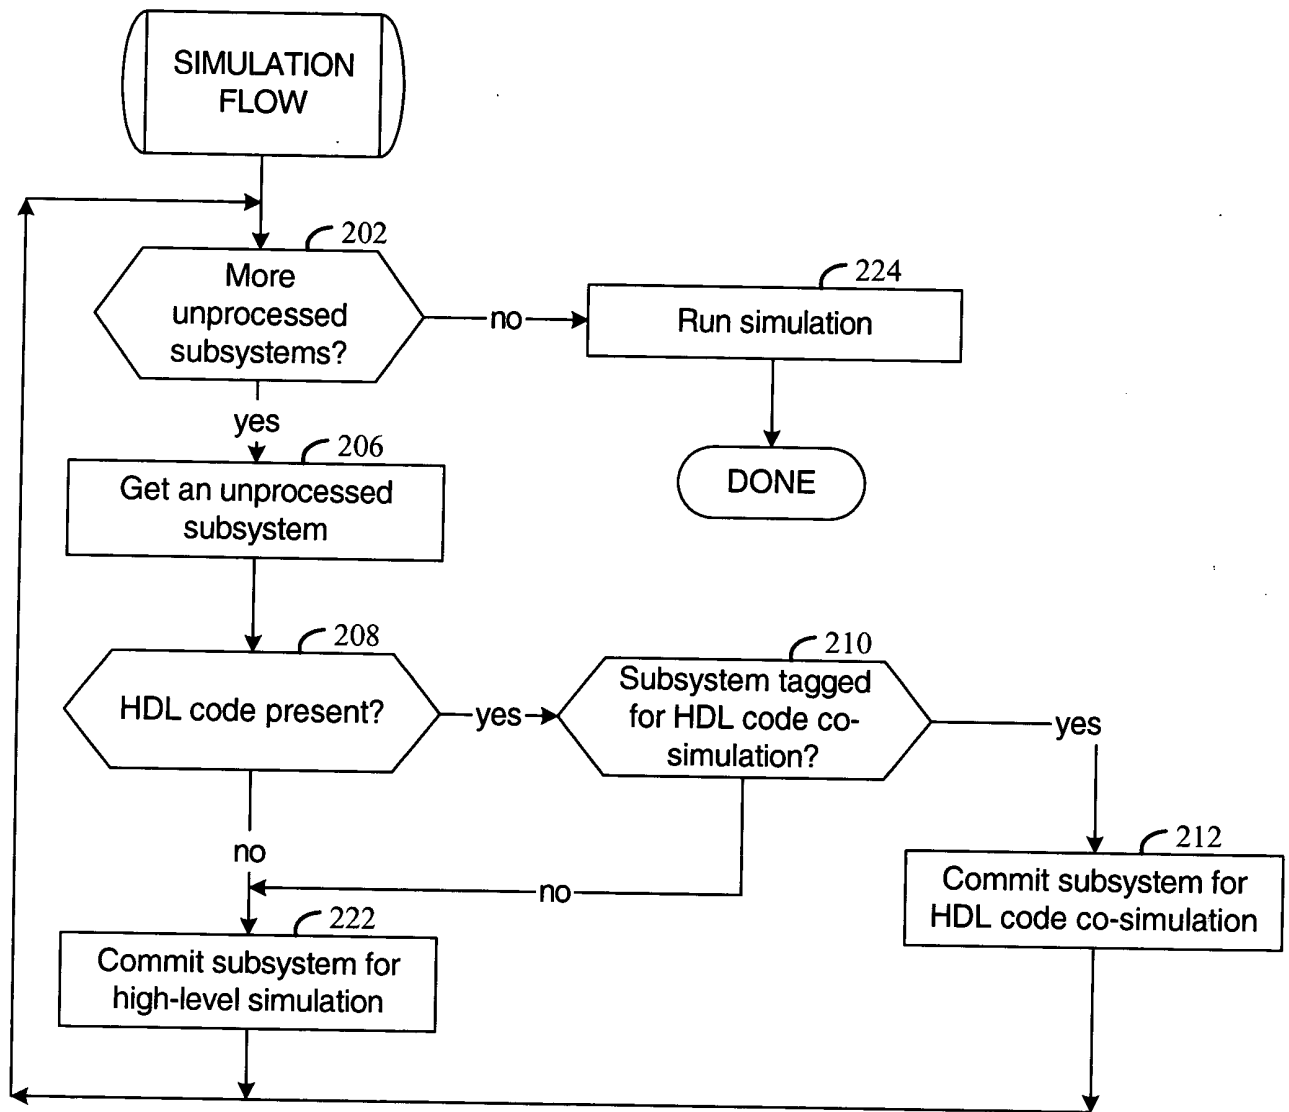 SIMULATION
FLOW
202
More
unprocessed
subsystems?
no
224
Run simulation
yes
DONE
206
Get an unprocessed
subsystem
208
HDL code present?
yes
210
Subsystem tagged
for HDL code co-
simulation?
yes
no
no
212
Commit subsystem for
HDL code co-simulation
222
Commit subsystem for
high-level simulation